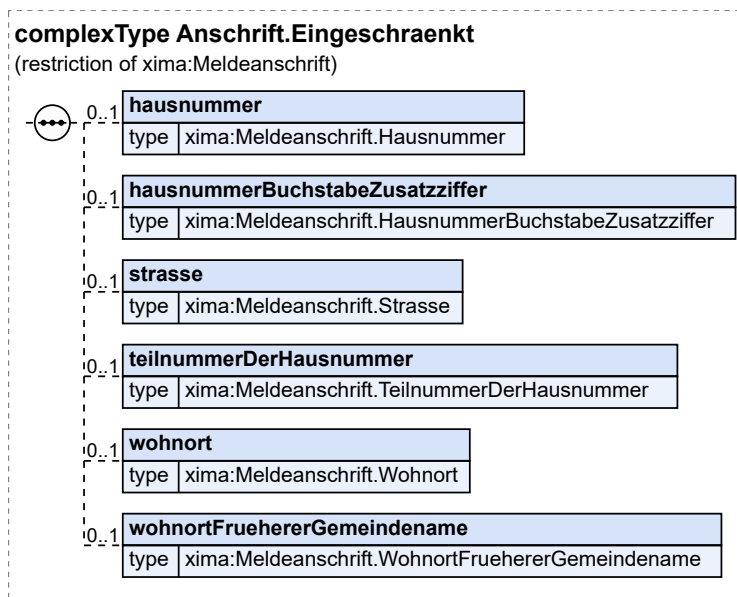 complexType Anschrift.Eingeschraenkt
(restriction of xima:Meldeanschrift)
0..1 hausnummer
type xima:Meldeanschrift.Hausnummer
0..1 hausnummerBuchstabeZusatzziffer
type xima:Meldeanschrift.HausnummerBuchstabeZusatzziffer
0..1 strasse
type xima:Meldeanschrift.Strasse
0..1 teilnummerDerHausnummer
type xima:Meldeanschrift.TeilnummerDerHausnummer
0..1 wohnort
type xima:Meldeanschrift.Wohnort
0..1 wohnortFruehererGemeindename
type xima:Meldeanschrift.WohnortFruehererGemeindename